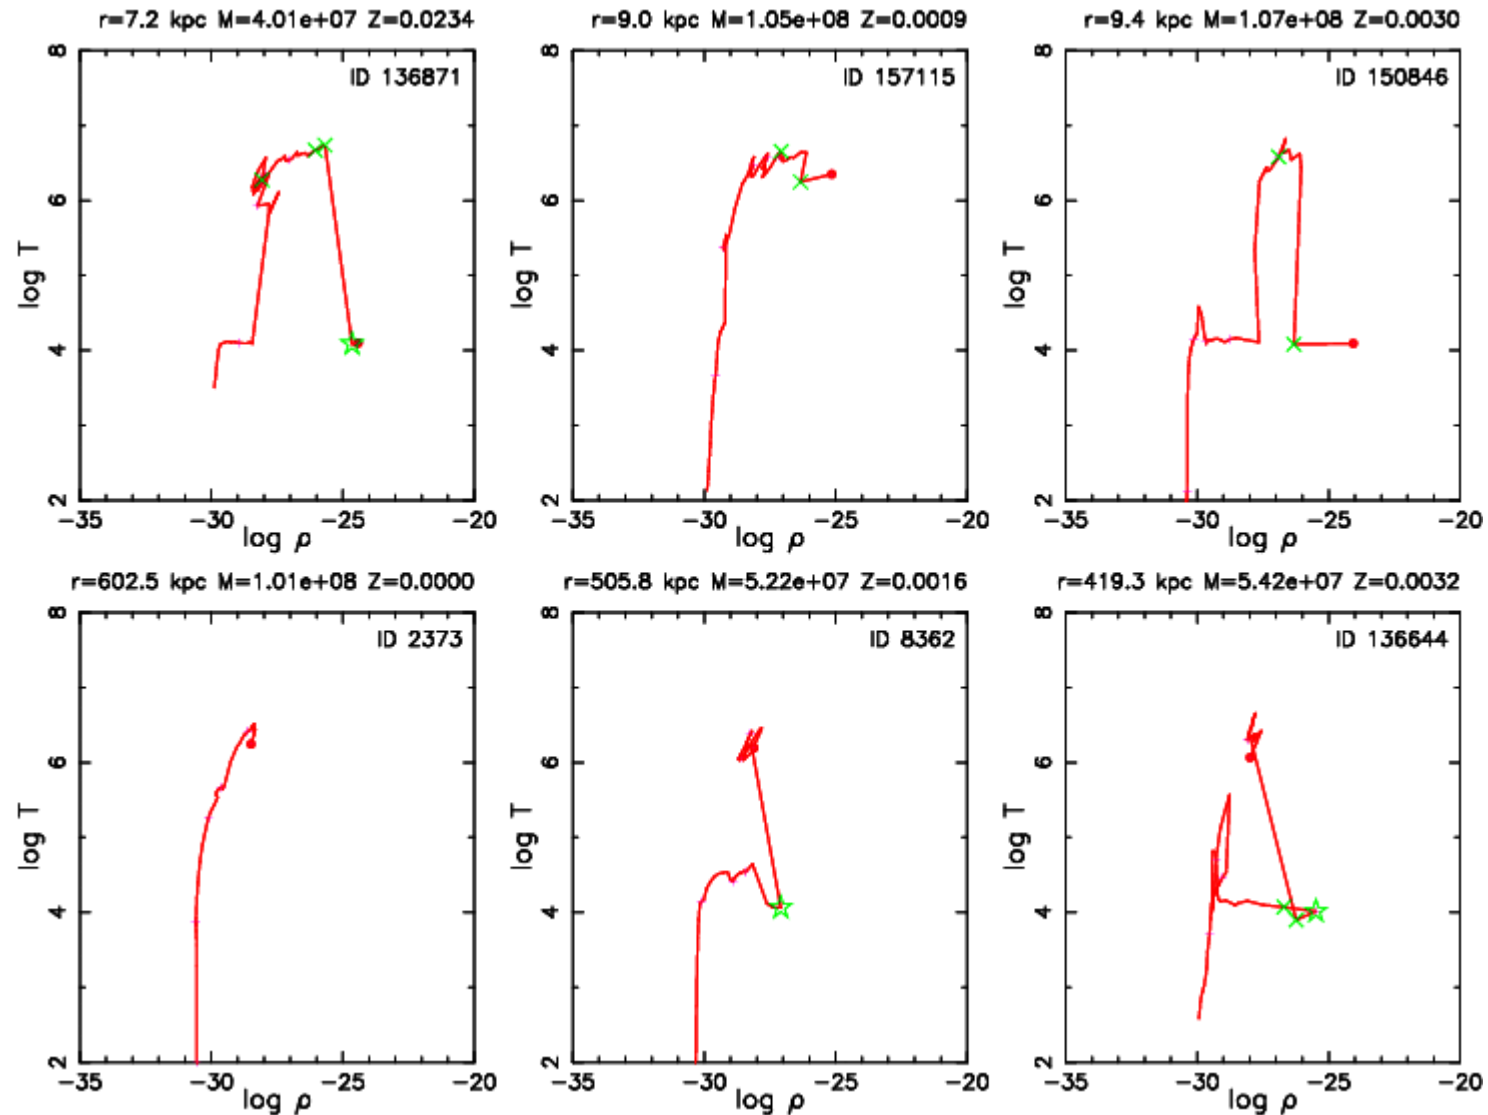 r=7.2 kpc M=4.01e+07 Z=0.0234
ID 136871
8
6
4
2
log T
-35
-30
-25
-20
log ρ
r=9.0 kpc M=1.05e+08 Z=0.0009
ID 157115
8
6
4
2
log T
-35
-30
-25
-20
log ρ
r=9.4 kpc M=1.07e+08 Z=0.0030
ID 150846
8
6
4
2
log T
-35
-30
-25
-20
log ρ
r=602.5 kpc M=1.01e+08 Z=0.0000
ID 2373
8
6
4
2
log T
-35
-30
-25
-20
log ρ
r=505.8 kpc M=5.22e+07 Z=0.0016
ID 8362
8
6
4
2
log T
-35
-30
-25
-20
log ρ
r=419.3 kpc M=5.42e+07 Z=0.0032
ID 136644
8
6
4
2
log T
-35
-30
-25
-20
log ρ